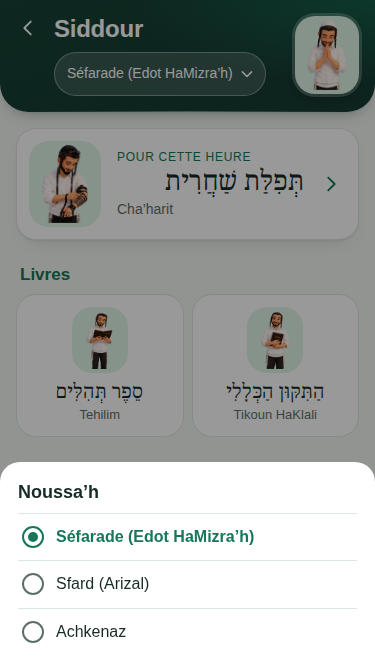 Siddour
Séfarade (Edot HaMizra’h)
POUR CETTE HEURE
תְּפִלַּת שַׁחֲרִית
Cha’harit
Livres
סֵפֶר תְּהִלִּים
Tehilim
הַתִּקּוּן הַכְּלָלִי
Tikoun HaKlali
Noussa’h
Séfarade (Edot HaMizra’h)
Sfard (Arizal)
Achkenaz